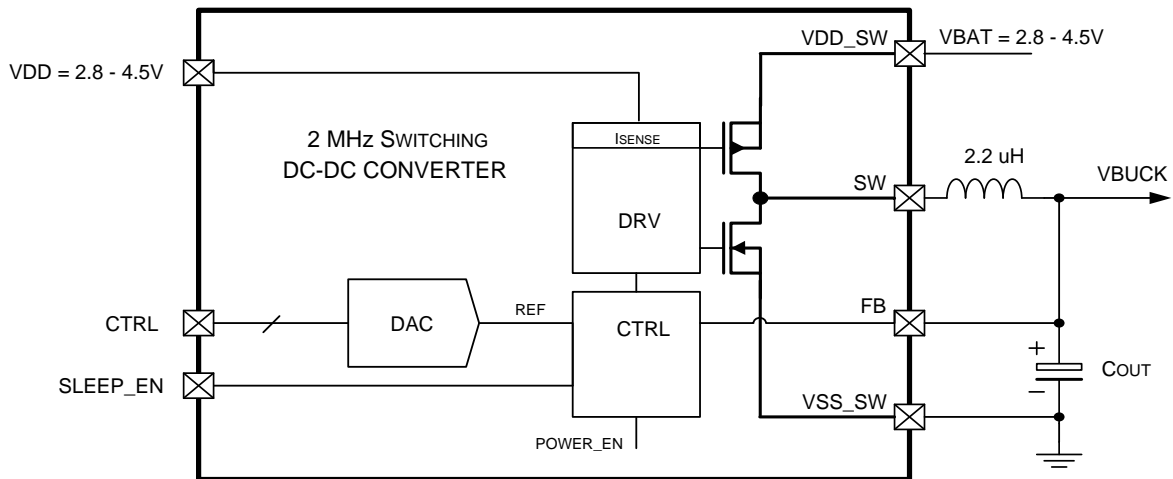 VDD_SW
VBAT = 2.8 - 4.5V
VDD = 2.8 - 4.5V
2 MHz SWITCHING
DC-DC CONVERTER
ISENSE
DRV
SW
2.2 uH
VBUCK
CTRL
DAC
REF
CTRL
FB
SLEEP_EN
+
COUT
−
VSS_SW
POWER_EN